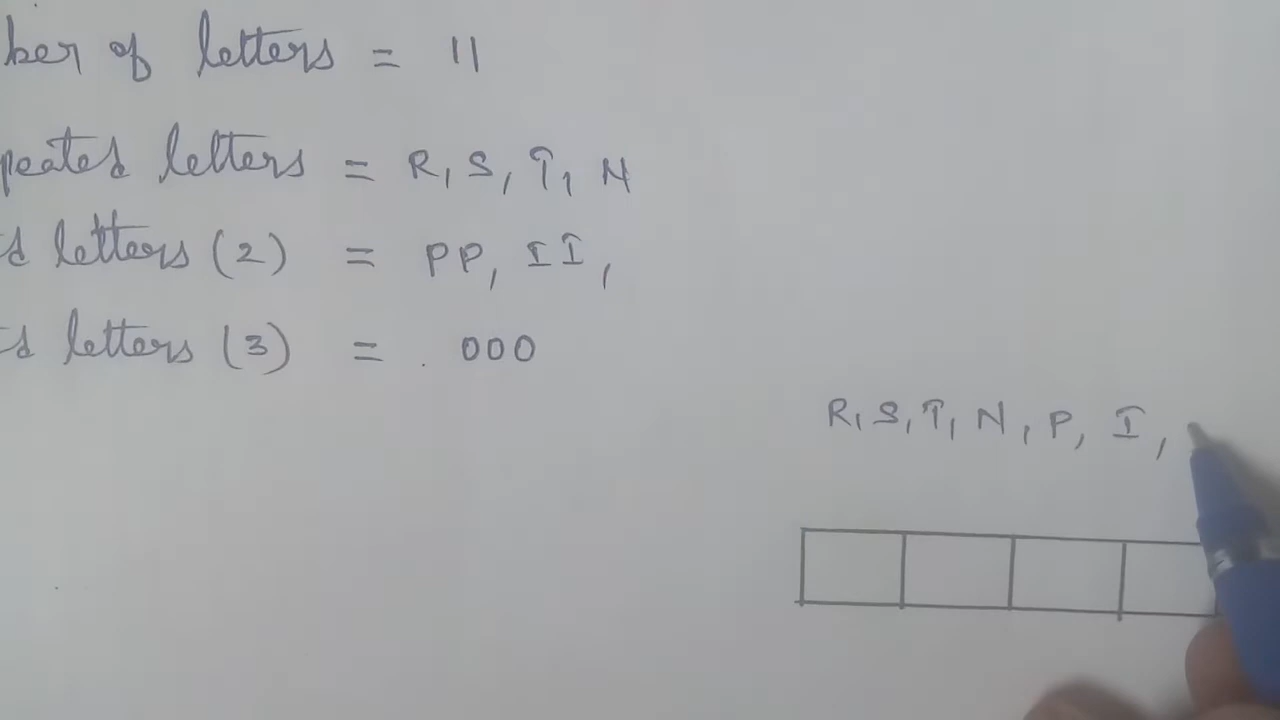 ber of letters = 11
peated letters = R, S, T, N
d letters (2) = PP, II,
d letters (3) = . OOO
R, S, T, N, P, I,